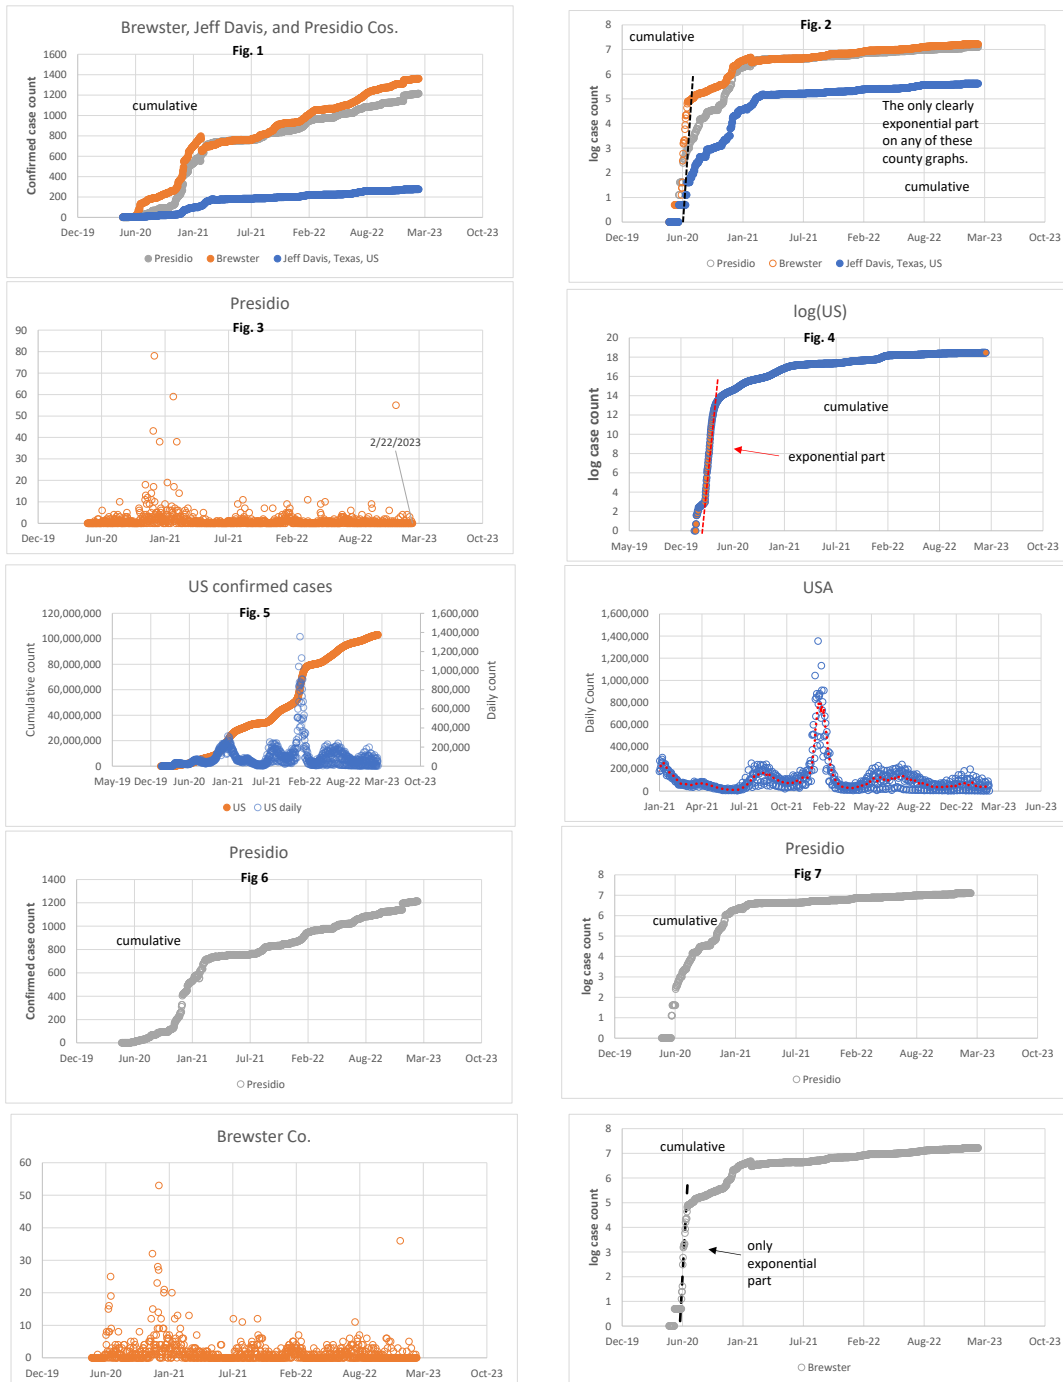 Brewster, Jeff Davis, and Presidio Cos.
Fig. 1
cumulative
Confirmed case count
1600
1400
1200
1000
800
600
400
200
0
Dec-19 Jun-20 Jan-21 Jul-21 Feb-22 Aug-22 Mar-23 Oct-23
Presidio Brewster Jeff Davis, Texas, US
Fig. 2
cumulative
log case count
8
7
6
5
4
3
2
1
0
The only clearly
exponential part
on any of these
county graphs.
cumulative
Dec-19 Jun-20 Jan-21 Jul-21 Feb-22 Aug-22 Mar-23 Oct-23
Presidio Brewster Jeff Davis, Texas, US
Presidio
Fig. 3
90
80
70
60
50
40
30
20
10
0
2/22/2023
Dec-19 Jun-20 Jan-21 Jul-21 Feb-22 Aug-22 Mar-23 Oct-23
log(US)
Fig. 4
log case count
20
18
16
14
12
10
8
6
4
2
0
cumulative
exponential part
May-19 Dec-19 Jun-20 Jan-21 Jul-21 Feb-22 Aug-22 Mar-23 Oct-23
US confirmed cases
Fig. 5
Cumulative count
120,000,000
100,000,000
80,000,000
60,000,000
40,000,000
20,000,000
0
1,600,000
1,400,000
1,200,000
1,000,000
800,000
600,000
400,000
200,000
0
Daily count
May-19 Dec-19 Jun-20 Jan-21 Jul-21 Feb-22 Aug-22 Mar-23 Oct-23
US US daily
USA
Daily Count
1,600,000
1,400,000
1,200,000
1,000,000
800,000
600,000
400,000
200,000
0
Jan-21 Apr-21 Jul-21 Oct-21 Feb-22 May-22 Aug-22 Dec-22 Mar-23 Jun-23
Presidio
Fig 6
cumulative
Confirmed case count
1400
1200
1000
800
600
400
200
0
Dec-19 Jun-20 Jan-21 Jul-21 Feb-22 Aug-22 Mar-23 Oct-23
Presidio
Presidio
Fig 7
cumulative
log case count
8
7
6
5
4
3
2
1
0
Dec-19 Jun-20 Jan-21 Jul-21 Feb-22 Aug-22 Mar-23 Oct-23
Presidio
Brewster Co.
60
50
40
30
20
10
0
Dec-19 Jun-20 Jan-21 Jul-21 Feb-22 Aug-22 Mar-23 Oct-23
cumulative
log case count
8
7
6
5
4
3
2
1
0
only
exponential
part
Dec-19 Jun-20 Jan-21 Jul-21 Feb-22 Aug-22 Mar-23 Oct-23
Brewster